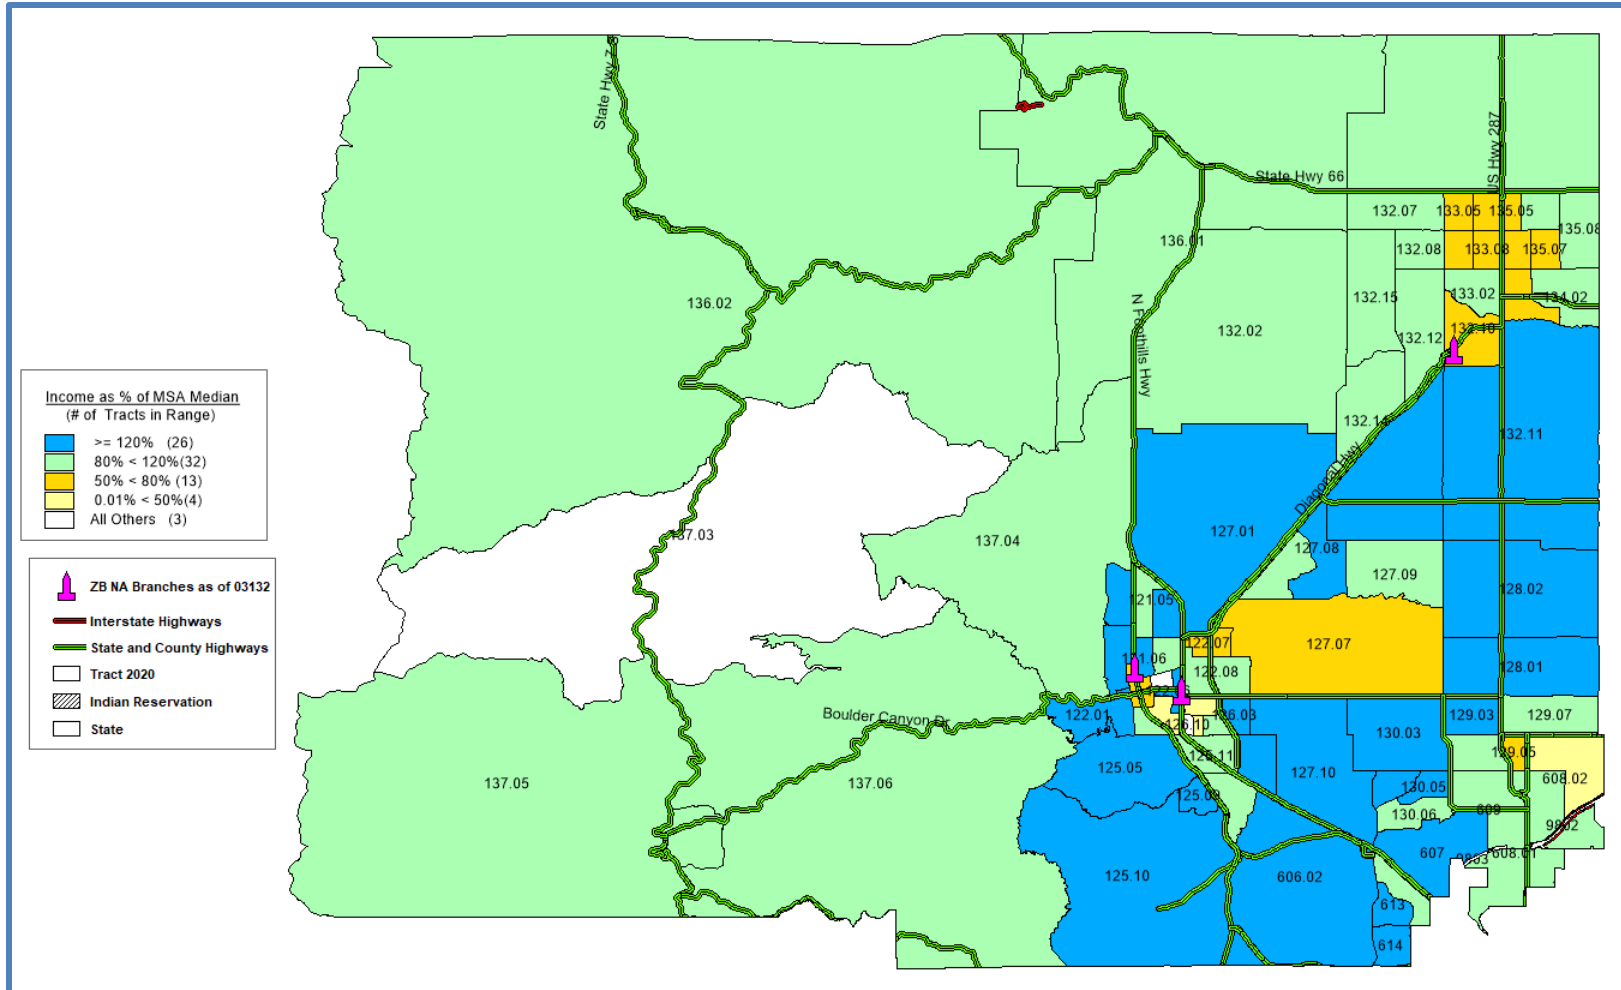 State Hwy 7
US Hwy 287
State Hwy 66
132.07
133.05
135.05
135.08
136.01
132.08
133.08
135.07
136.02
132.15
133.02
134.02
N Foothills Hwy
132.02
132.12
132.10
Income as % of MSA Median
(# of Tracts in Range)
>= 120% (26)
80% < 120%(32)
50% < 80% (13)
0.01% < 50%(4)
All Others (3)
132.14
132.11
Diagonal Hwy
137.03
137.04
127.01
127.08
127.09
128.02
ZB NA Branches as of 03132
Interstate Highways
State and County Highways
Tract 2020
Indian Reservation
State
121.05
122.07
127.07
121.06
122.08
128.01
122.01
Boulder Canyon Dr
126.10
126.03
130.03
129.03
129.07
125.11
129.05
125.05
127.10
608.02
137.05
137.06
125.09
130.05
130.06
609
9802
607
9803
608.01
125.10
606.02
613
614